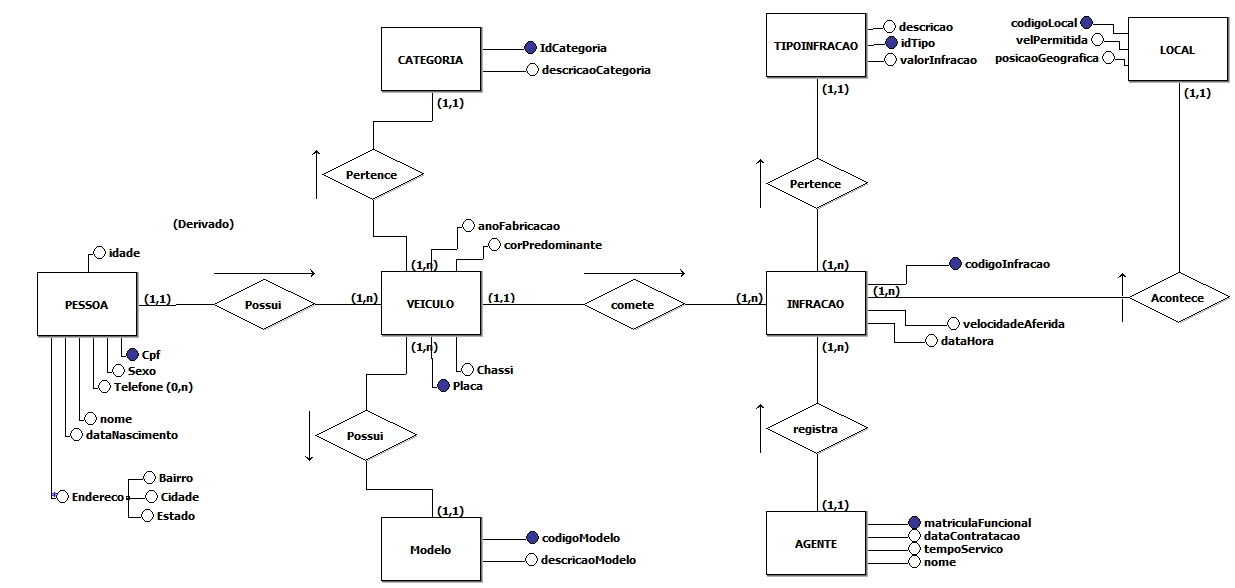 CATEGORIA
IdCategoria
descricaoCategoria
(1,1)
TIPOINFRACAO
descricao
idTipo
valorInfracao
(1,1)
codigoLocal
velPermitida
posicaoGeografica
LOCAL
(1,1)
Pertence
Pertence
(Derivado)
idade
anoFabricacao
corPredominante
(1,n)
(1,n)
codigoInfracao
PESSOA
(1,1)
Possui
(1,n)
VEICULO
(1,1)
comete
(1,n)
INFRACAO
(1,n)
Acontece
velocidadeAferida
dataHora
(1,n)
(1,n)
Cpf
Sexo
Telefone (0,n)
nome
dataNascimento
Chassi
Placa
Possui
registra
Endereco
Bairro
Cidade
Estado
(1,1)
(1,1)
Modelo
codigoModelo
descricaoModelo
AGENTE
matriculaFuncional
dataContratacao
tempoServico
nome